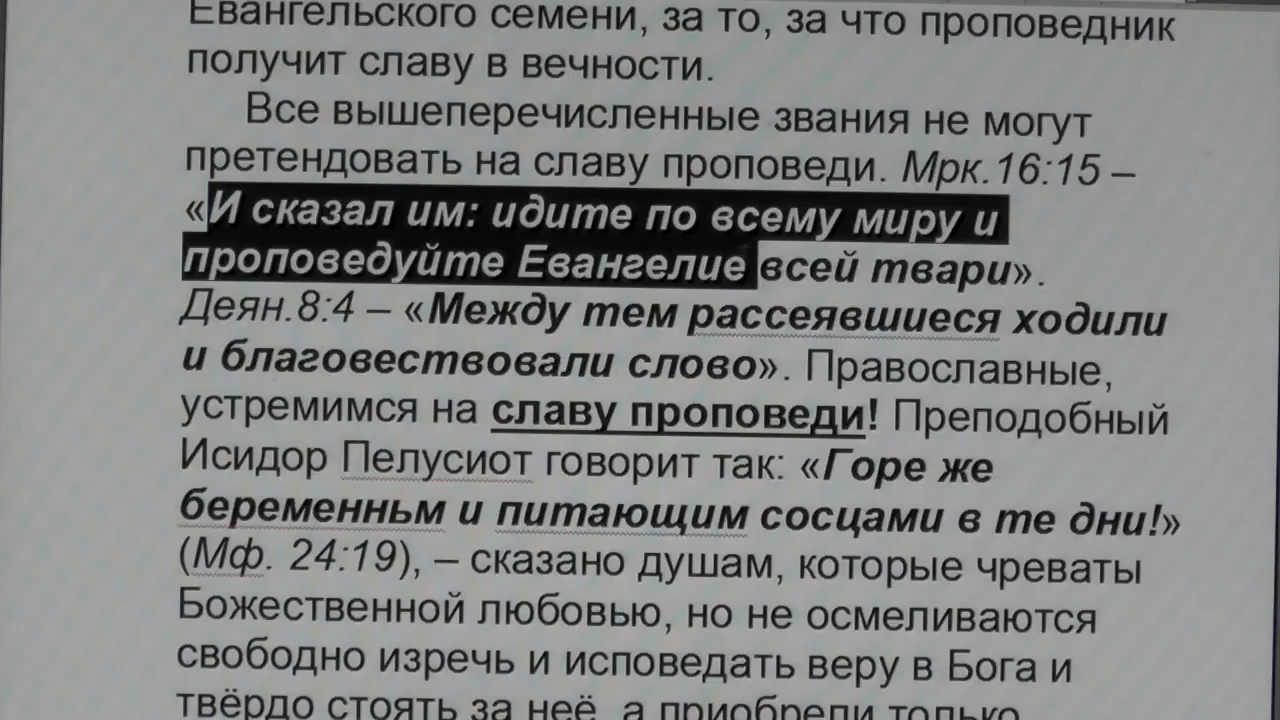 Евангельского семени, за то, за что проповедник
получит славу в вечности.
Все вышеперечисленные звания не могут
претендовать на славу проповеди. Мрк.16:15 –
«И сказал им: идите по всему миру и
проповедуйте Евангелие всей твари».
Деян.8:4 – «Между тем рассеявшиеся ходили
и благовествовали слово». Православные,
устремимся на славу проповеди! Преподобный
Исидор Пелусиот говорит так: «Горе же
беременньм и питающим сосцами в те дни!»
(Мф. 24:19), – сказано душам, которые чреваты
Божественной любовью, но не осмеливаются
свободно изречь и исповедать веру в Бога и
твёрдо стоять за неё, а приобрели только